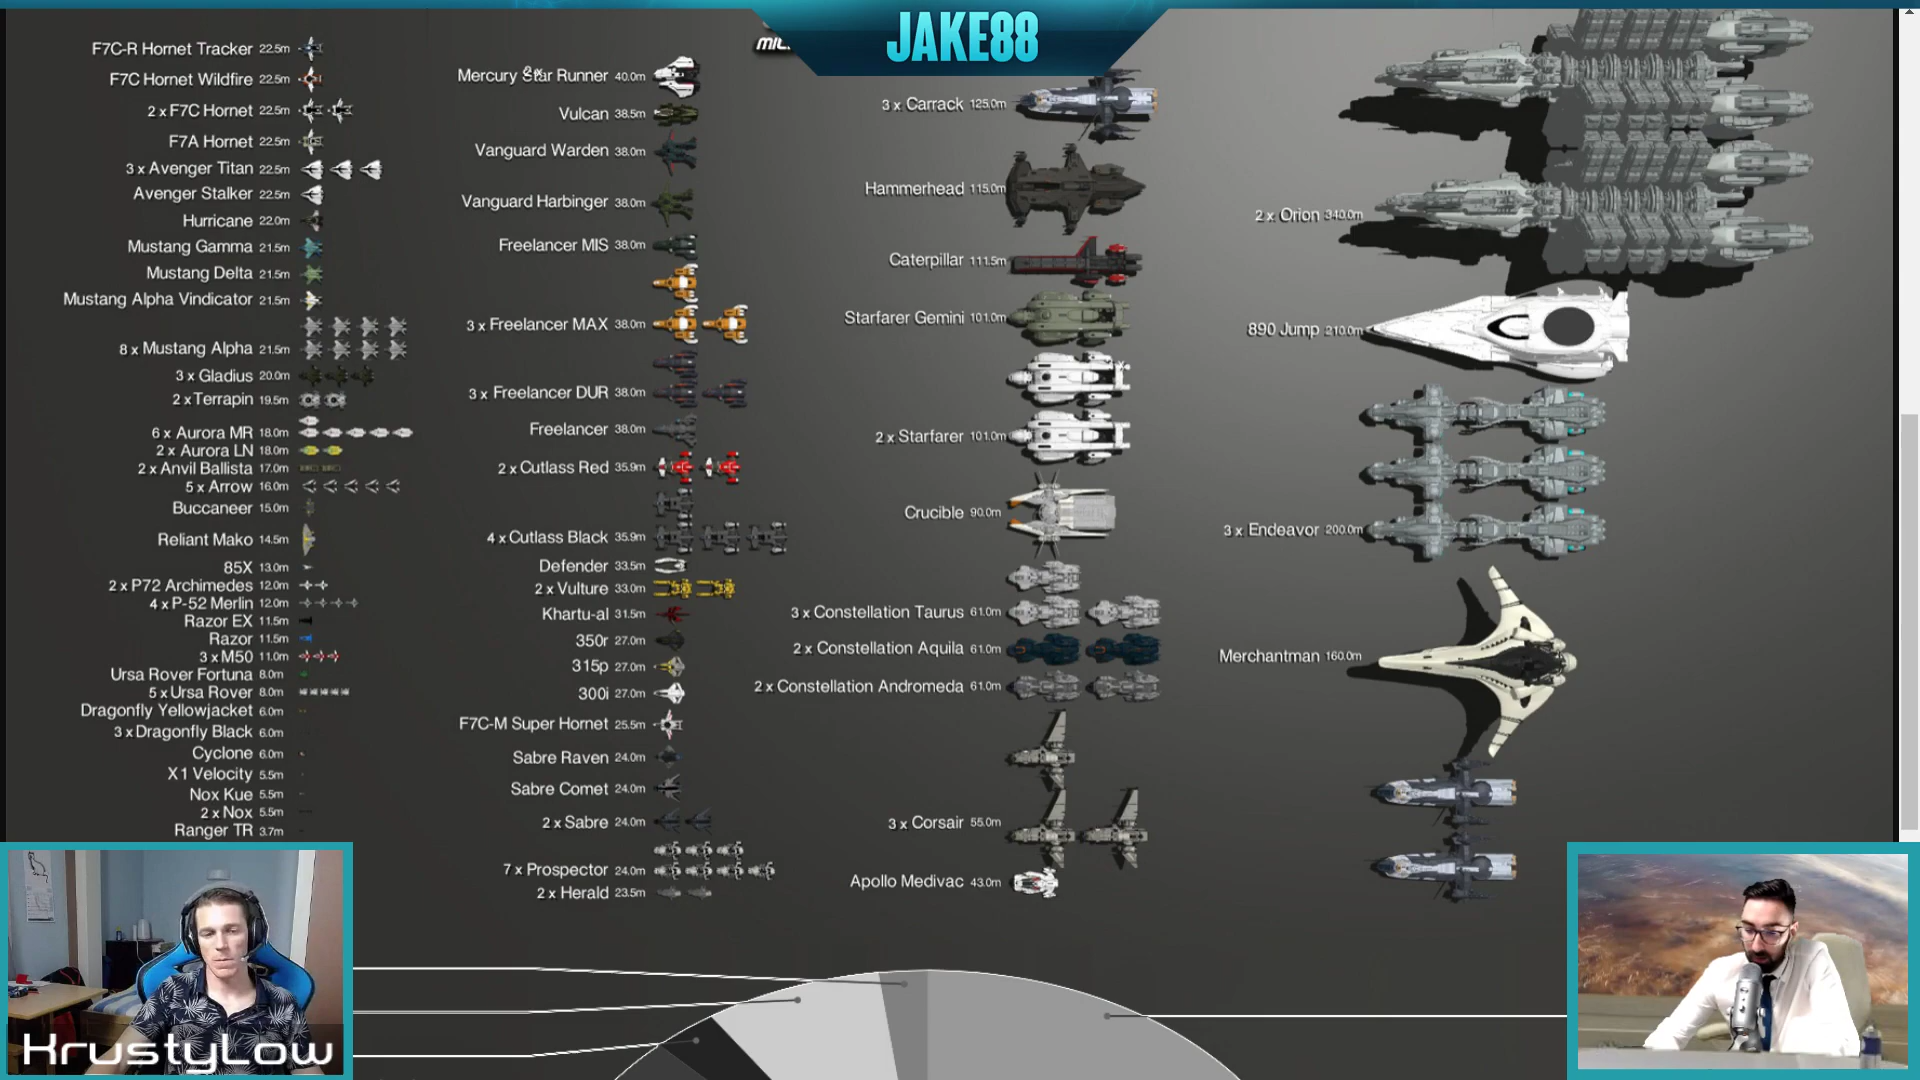 JAKE88
MIL
F7C-R Hornet Tracker 22.5m
F7C Hornet Wildfire 22.5m
2 x F7C Hornet 22.5m
F7A Hornet 22.5m
3 x Avenger Titan 22.5m
Avenger Stalker 22.5m
Hurricane 22.0m
Mustang Gamma 21.5m
Mustang Delta 21.5m
Mustang Alpha Vindicator 21.5m
8 x Mustang Alpha 21.5m
3 x Gladius 20.0m
2 x Terrapin 19.5m
6 x Aurora MR 18.0m
2 x Aurora LN 18.0m
2 x Anvil Ballista 17.0m
5 x Arrow 16.0m
Buccaneer 15.0m
Reliant Mako 14.5m
85X 13.0m
2 x P72 Archimedes 12.0m
4 x P-52 Merlin 12.0m
Razor EX 11.5m
Razor 11.5m
3 x M50 11.0m
Ursa Rover Fortuna 8.0m
5 x Ursa Rover 8.0m
Dragonfly Yellowjacket 6.0m
3 x Dragonfly Black 6.0m
Cyclone 6.0m
X1 Velocity 5.5m
Nox Kue 5.5m
2 x Nox 5.5m
Ranger TR 3.7m
Mercury Star Runner 40.0m
Vulcan 38.5m
Vanguard Warden 38.0m
Vanguard Harbinger 38.0m
Freelancer MIS 38.0m
3 x Freelancer MAX 38.0m
3 x Freelancer DUR 38.0m
Freelancer 38.0m
2 x Cutlass Red 35.9m
4 x Cutlass Black 35.9m
Defender 33.5m
2 x Vulture 33.0m
Khartu-al 31.5m
350r 27.0m
315p 27.0m
300i 27.0m
F7C-M Super Hornet 25.5m
Sabre Raven 24.0m
Sabre Comet 24.0m
2 x Sabre 24.0m
7 x Prospector 24.0m
2 x Herald 23.5m
3 x Carrack 125.0m
Hammerhead 115.0m
Caterpillar 111.5m
Starfarer Gemini 101.0m
2 x Starfarer 101.0m
Crucible 90.0m
3 x Constellation Taurus 61.0m
2 x Constellation Aquila 61.0m
2 x Constellation Andromeda 61.0m
3 x Corsair 55.0m
Apollo Medivac 43.0m
2 x Orion 340.0m
890 Jump 210.0m
3 x Endeavor 200.0m
Merchantman 160.0m
KrustyLow